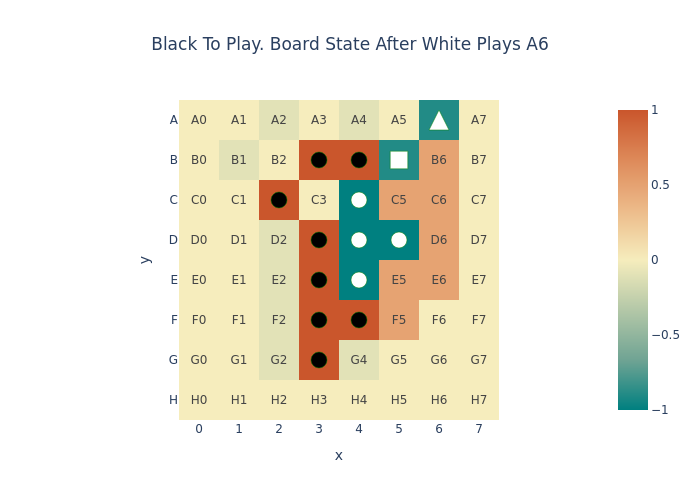 Black To Play. Board State After White Plays A6
A A0 A1 A2 A3 A4 A5 A7
B B0 B1 B2 B6 B7
C C0 C1 C3 C5 C6 C7
D D0 D1 D2 D6 D7
E E0 E1 E2 E5 E6 E7
F F0 F1 F2 F5 F6 F7
G G0 G1 G2 G4 G5 G6 G7
H H0 H1 H2 H3 H4 H5 H6 H7
0 1 2 3 4 5 6 7
x
y
1
0.5
0
−0.5
−1